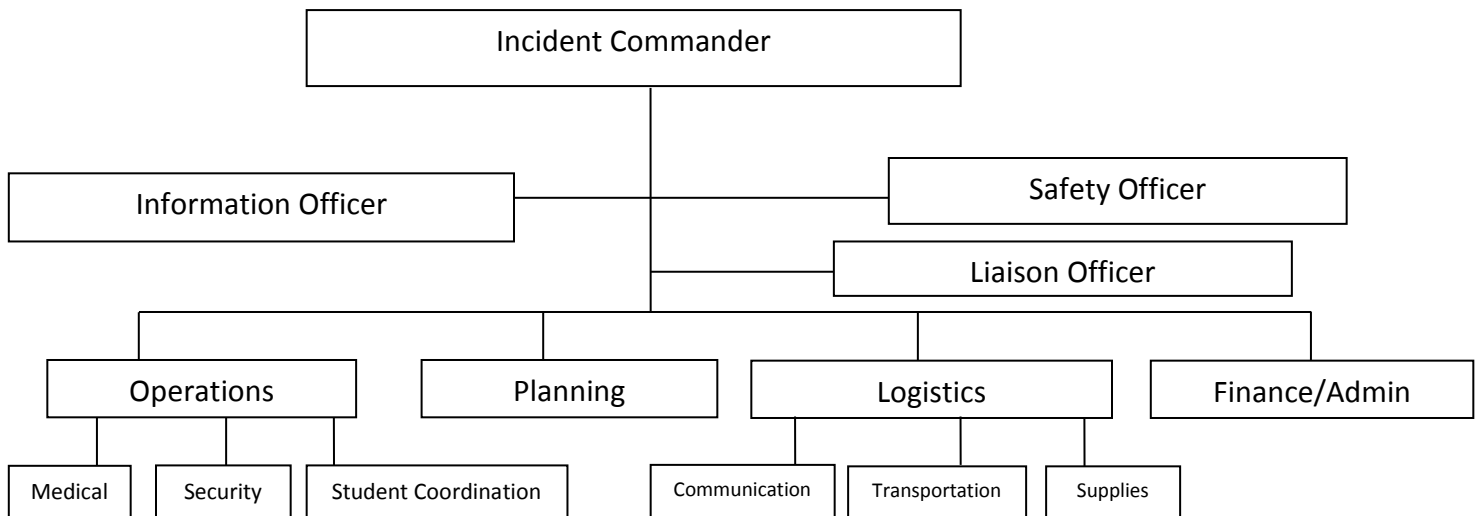 Incident Commander
Information Officer
Safety Officer
Liaison Officer
Operations
Planning
Logistics
Finance/Admin
Medical
Security
Student Coordination
Communication
Transportation
Supplies